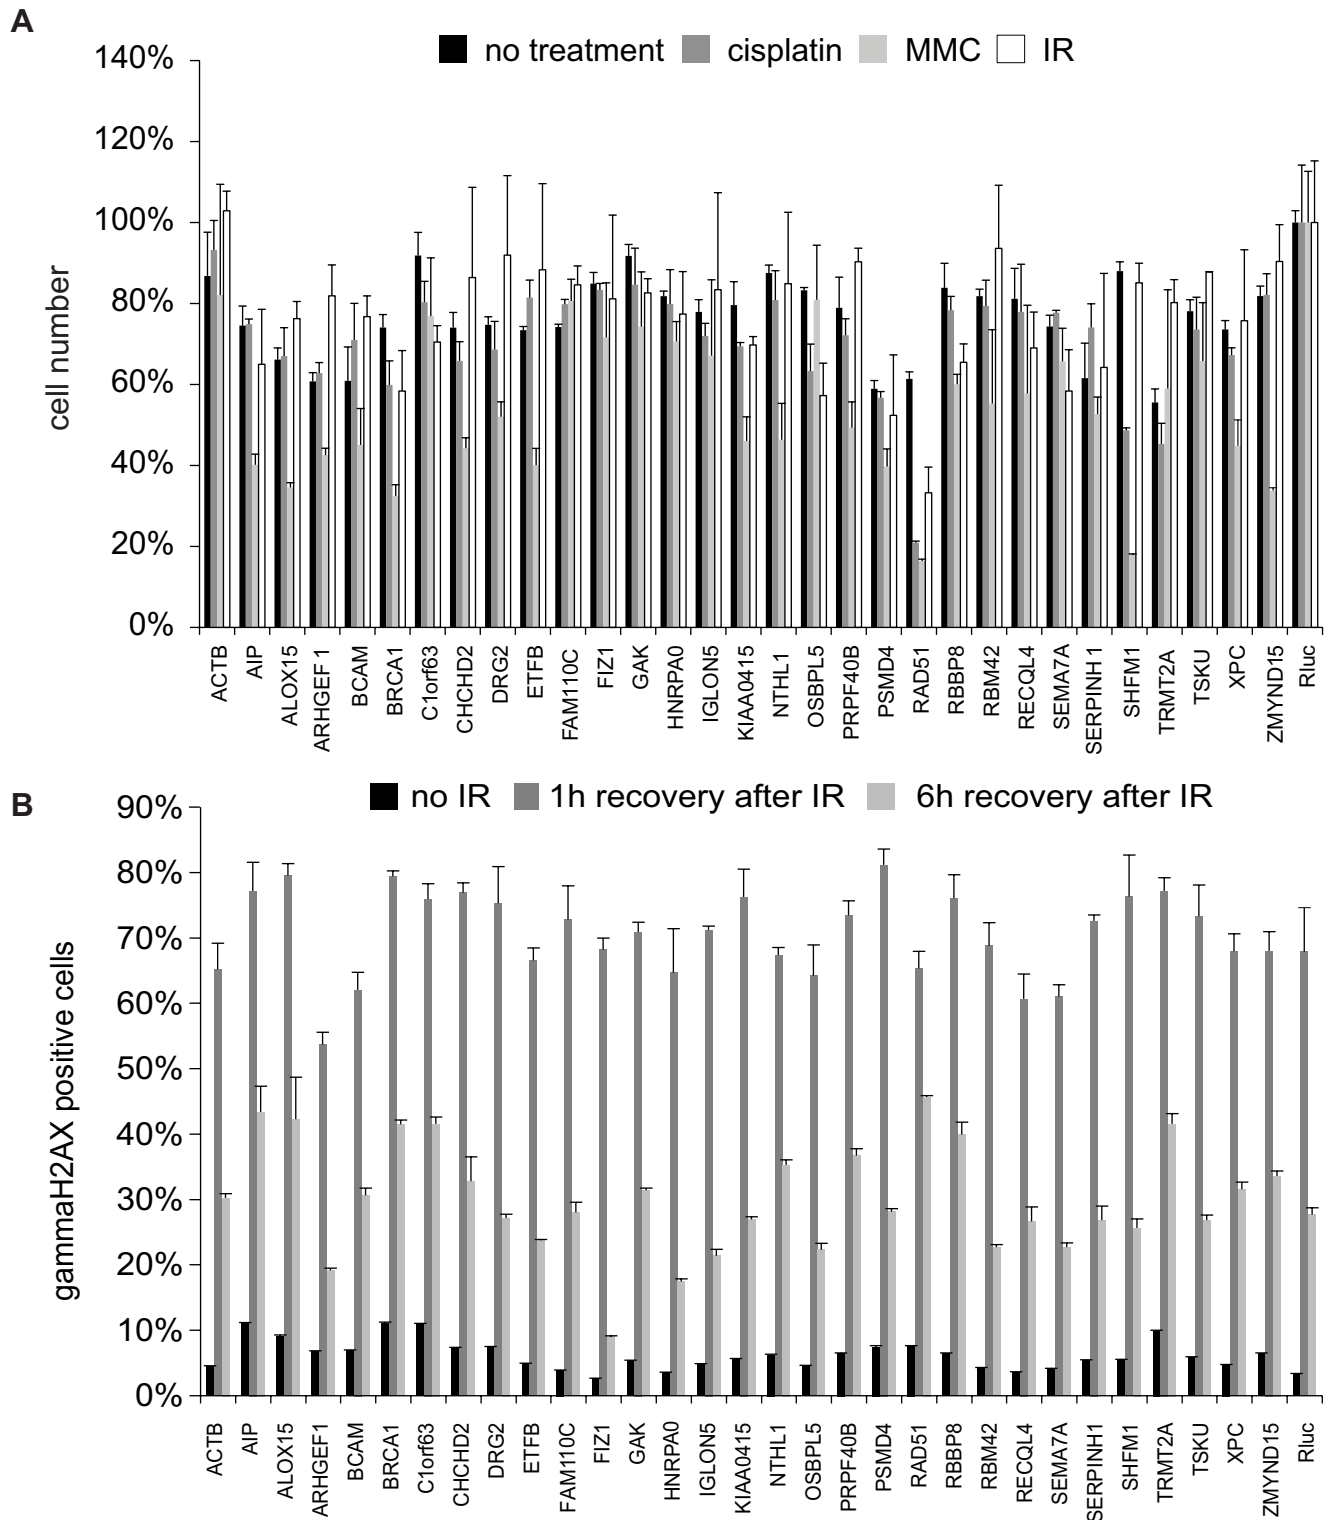 A
no treatment cisplatin MMC IR
140%
120%
100%
80%
60%
40%
20%
0%
cell number
ACTB AIP ALOX15 ARHGEF 1 BCAM BRCA1 C1orf63 CHCHD2 DRG2 ETFB FAM110C FIZ1 GAK HNRPA0 IGLON5 KIAA0415 NTHL1 OSBPL5 PRPF40B PSMD4 RAD51 RBBP8 RBM42 RECQL4 SEMA7A SERPINH1 SHFM1 TRMT2A TSKU XPC ZMYND15 Rluc
B
no IR 1h recovery after IR 6h recovery after IR
90%
80%
70%
60%
50%
40%
30%
20%
10%
0%
gammaH2AX positive cells
ACTB AIP ALOX15 ARHGEF1 BCAM BRCA1 C1orf63 CHCHD2 DRG2 ETFB FAM110C FIZ1 GAK HNRPA0 IGLON5 KIAA0415 NTHL1 OSBPL5 PRPF40B PSMD4 RAD51 RBBP8 RBM42 RECQL4 SEMA7A SERPINH1 SHFM1 TRMT2A TSKU XPC ZMYND15 Rluc